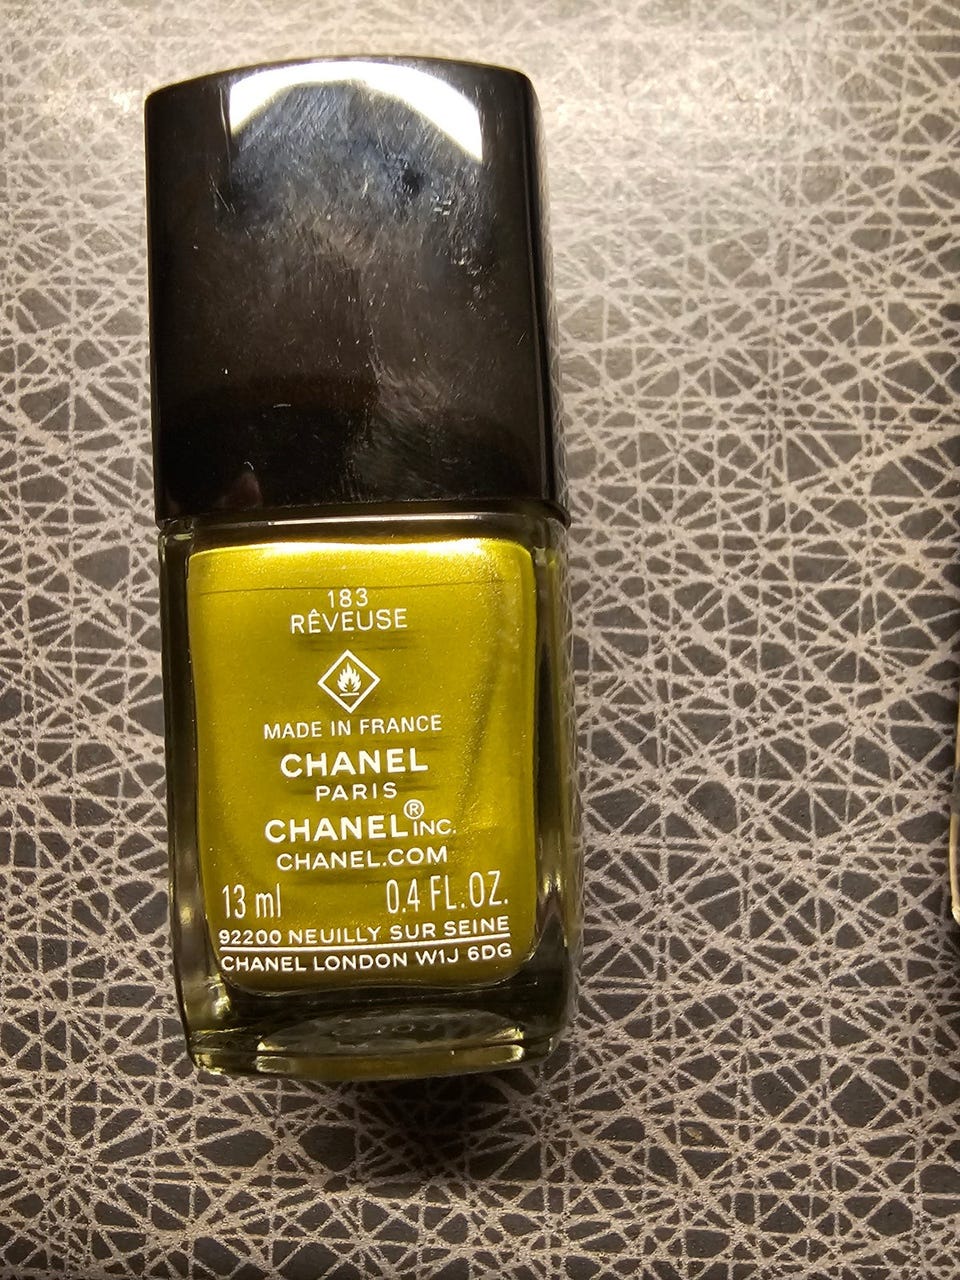 183
RÊVEUSE
MADE IN FRANCE
CHANEL
PARIS
CHANEL® INC.
CHANEL.COM
13 ml 0.4 FL.OZ.
92200 NEUILLY SUR SEINE
CHANEL LONDON W1J 6DG